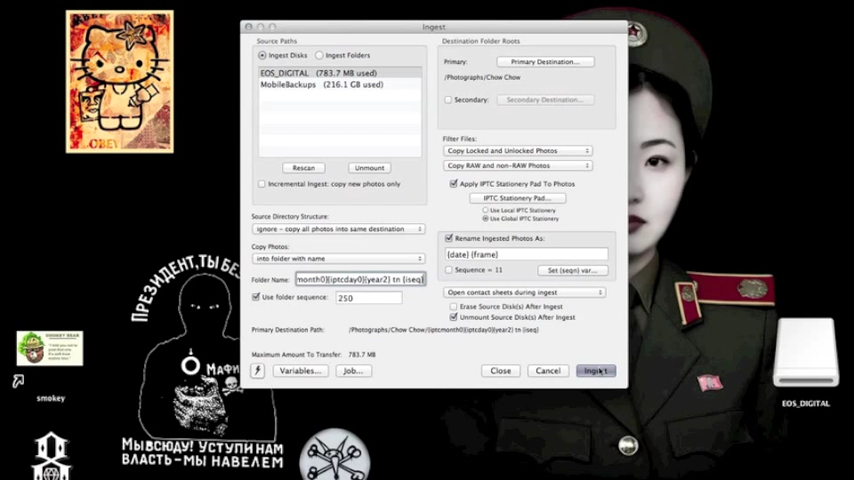 Ingest
Source Paths
Ingest Disks
Ingest Folders
EOS_DIGITAL (783.7 MB used)
MobileBackups (216.1 GB used)
Rescan
Unmount
Incremental Ingest: copy new photos only
Source Directory Structure:
ignore - copy all photos into same destination
Copy Photos:
into folder with name
Folder Name:
month0}{iptcday0}{year2} tn {iseq}
Use folder sequence:
250
Primary Destination Path: /Photographs/Chow Chow/{iptcmonth0}{iptcday0}{year2} tn {iseq}
Maximum Amount To Transfer: 783.7 MB
Variables...
Job...
Close
Cancel
Ingest
Destination Folder Roots
Primary:
Primary Destination...
/Photographs/Chow Chow
Secondary:
Secondary Destination...
Filter Files:
Copy Locked and Unlocked Photos
Copy RAW and non-RAW Photos
Apply IPTC Stationery Pad To Photos
IPTC Stationery Pad...
Use Local IPTC Stationery
Use Global IPTC Stationery
Rename Ingested Photos As:
{date} {frame}
Sequence = 11
Set {seqn} var...
Open contact sheets during ingest
Erase Source Disk(s) After Ingest
Unmount Source Disk(s) After Ingest
OBEY
ПРЕЗИДЕНТ, ТЫ БЕ
МАФИ
МЫ ВСЮДУ! УСТУПИ НАМ
ВЛАСТЬ-МЫ НАВЕЛЕМ
smokey
EOS_DIGITAL